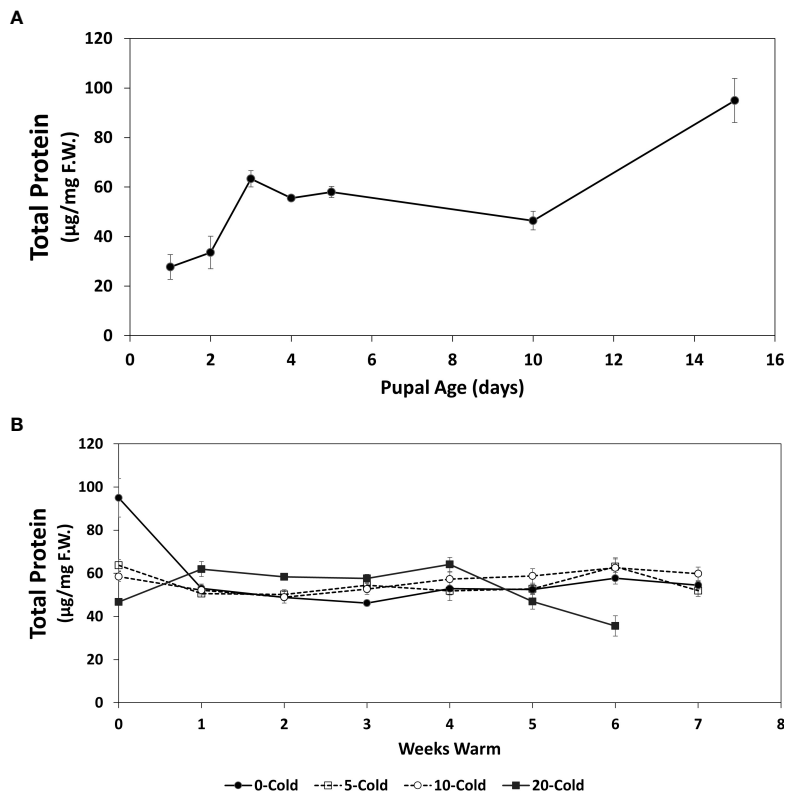 A
Total Protein
(µg/mg F.W.)
120
100
80
60
40
20
0
0 2 4 6 8 10 12 14 16
Pupal Age (days)
B
Total Protein
(µg/mg F.W.)
120
100
80
60
40
20
0
0 1 2 3 4 5 6 7 8
Weeks Warm
0-Cold 5-Cold 10-Cold 20-Cold